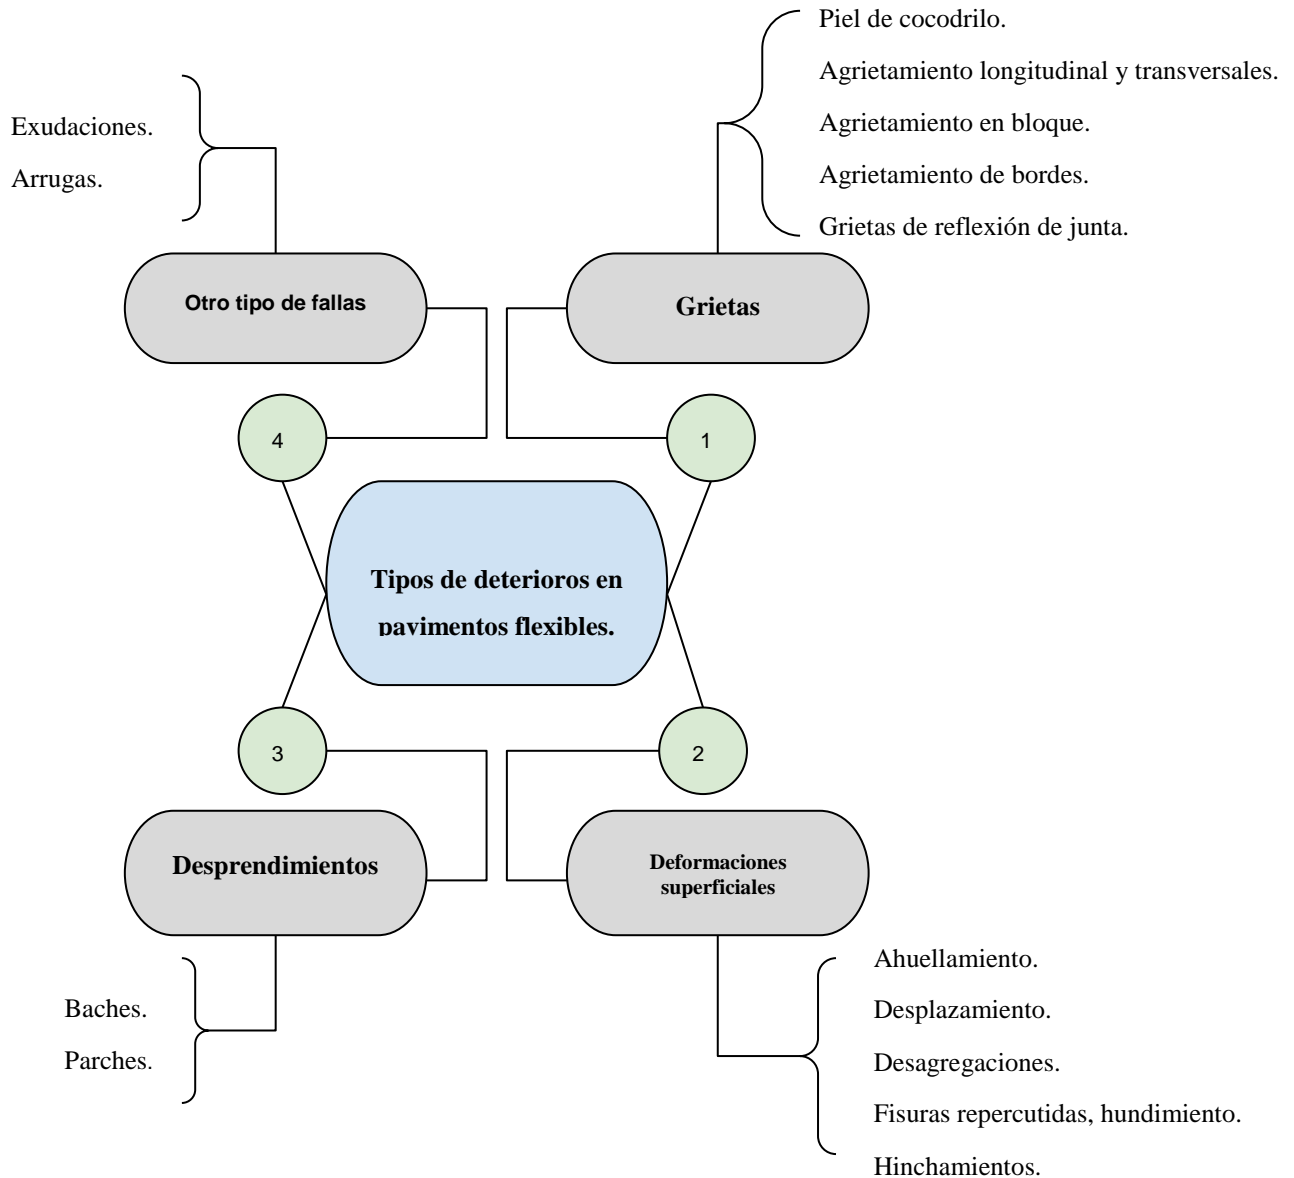 Piel de cocodrilo.
Agrietamiento longitudinal y transversales.
Agrietamiento en bloque.
Agrietamiento de bordes.
Grietas de reflexión de junta.
Exudaciones.
Arrugas.
Otro tipo de fallas
Grietas
4
1
Tipos de deterioros en
pavimentos flexibles.
3
2
Desprendimientos
Deformaciones
superficiales
Baches.
Parches.
Ahuellamiento.
Desplazamiento.
Desagregaciones.
Fisuras repercutidas, hundimiento.
Hinchamientos.